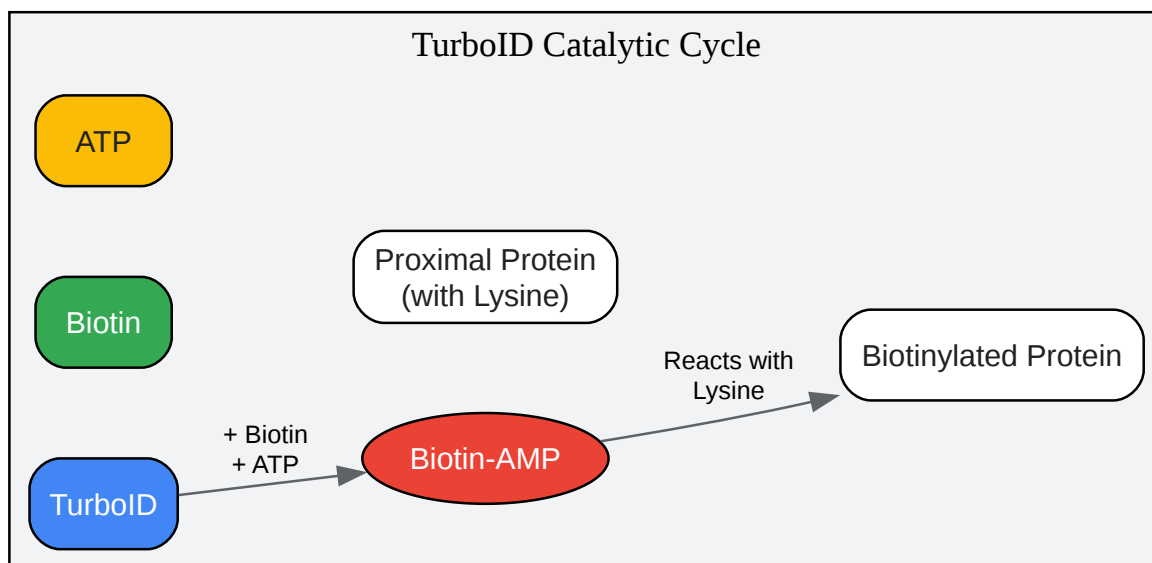 TurboID Catalytic Cycle
ATP
Proximal Protein
(with Lysine)
Biotin
Biotinylated Protein
Reacts with
Lysine
+ Biotin
+ ATP
Biotin-AMP
TurboID